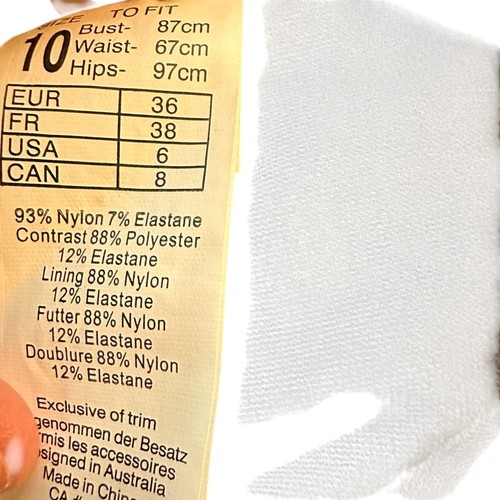 SIZE TO FIT
10 Bust- 87cm
Waist- 67cm
Hips- 97cm
EUR 36
FR 38
USA 6
CAN 8
93% Nylon 7% Elastane
Contrast 88% Polyester
12% Elastane
Lining 88% Nylon
12% Elastane
Futter 88% Nylon
12% Elastane
Doublure 88% Nylon
12% Elastane
Exclusive of trim
genommen der Besatz
rmis les accessoires
signed in Australia
Made in China
CA #